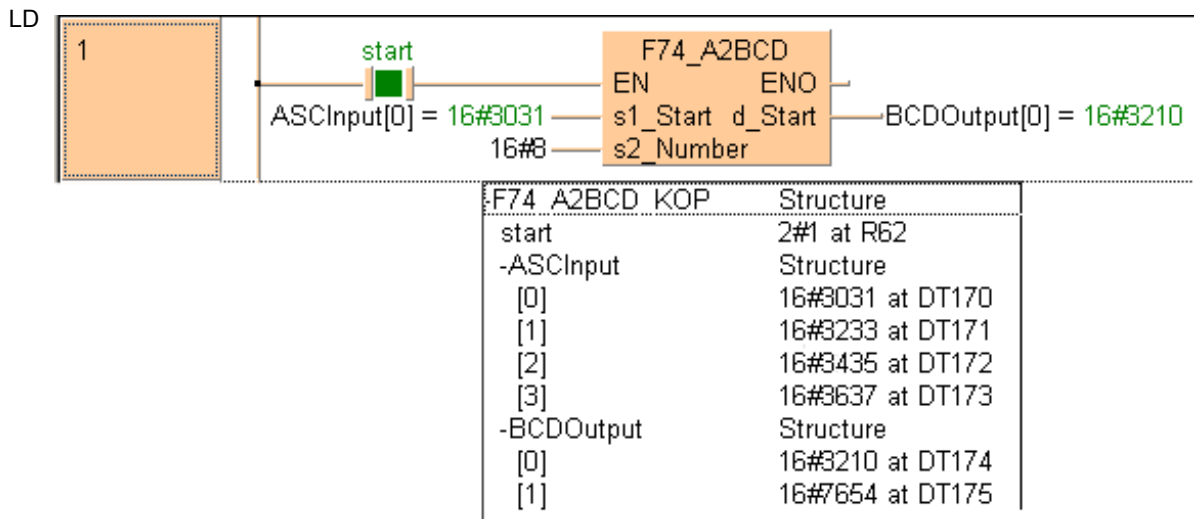 LD
1
start
F74_A2BCD
EN ENO
ASCInput[0] = 16#3031 s1_Start d_Start BCDOutput[0] = 16#3210
16#8 s2_Number
-F74_A2BCD_KOP Structure
start 2#1 at R62
-ASCInput Structure
[0] 16#3031 at DT170
[1] 16#3233 at DT171
[2] 16#3435 at DT172
[3] 16#3637 at DT173
-BCDOutput Structure
[0] 16#3210 at DT174
[1] 16#7654 at DT175